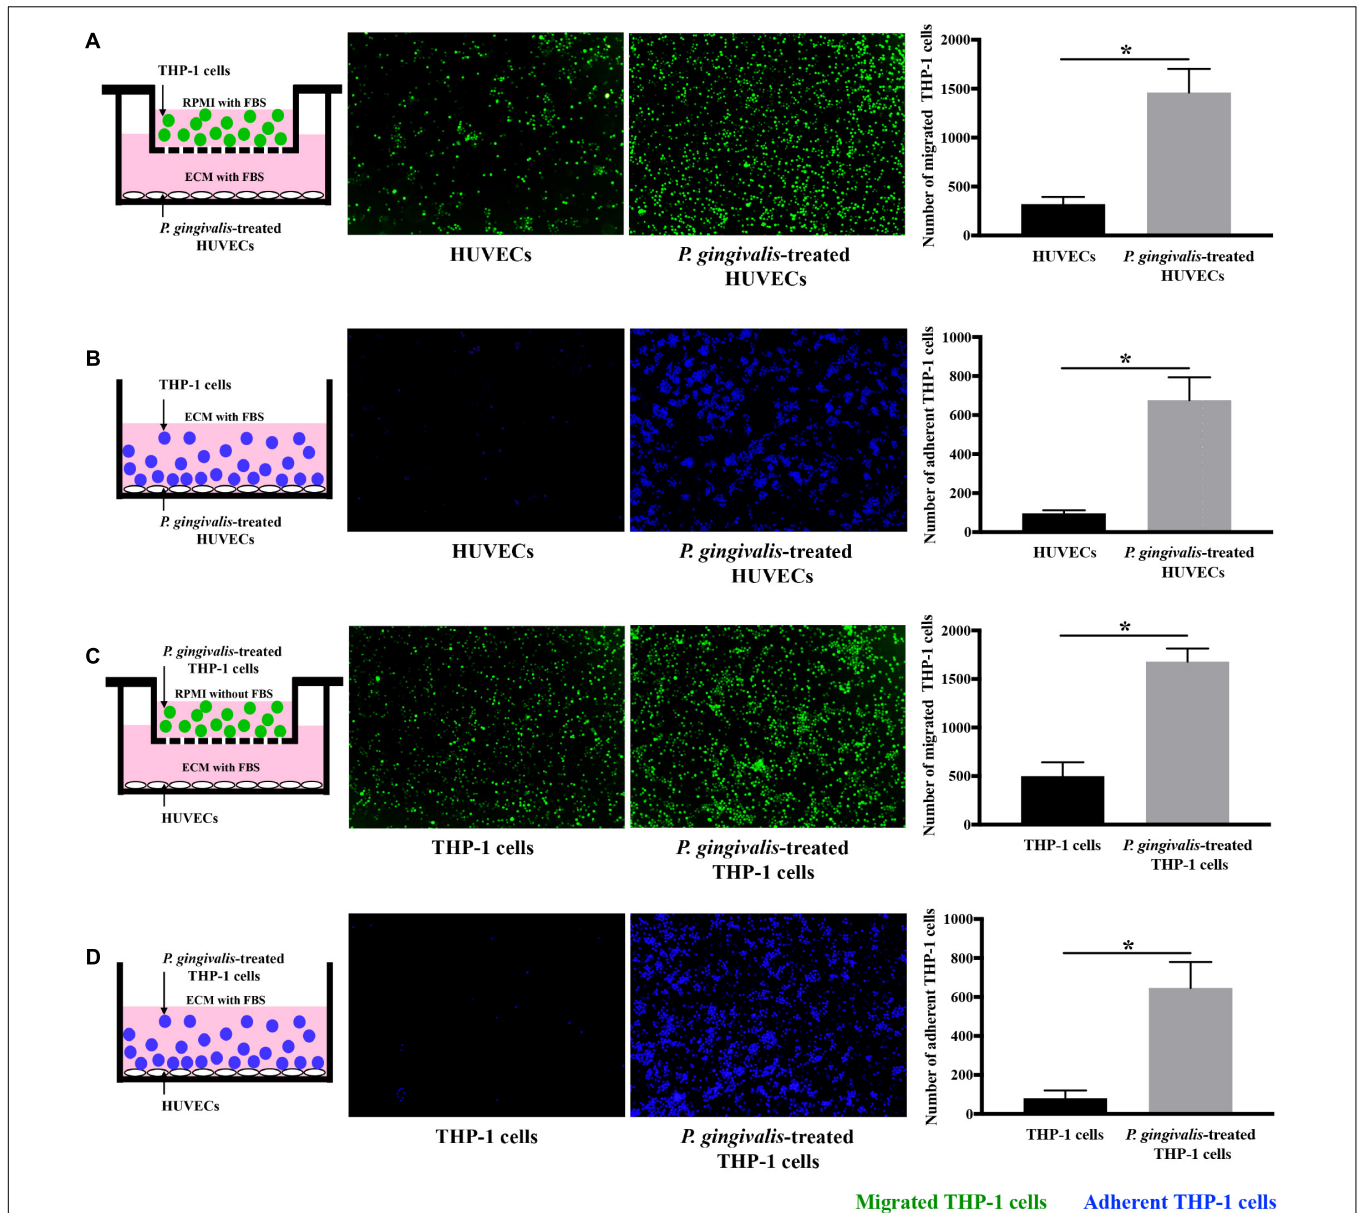 A
THP-1 cells
RPMI with FBS
ECM with FBS
P. gingivalis-treated
HUVECs
HUVECs
P. gingivalis-treated
HUVECs
Number of migrated THP-1 cells
2000
1500
1000
500
0
*
HUVECs
P. gingivalis-treated
HUVECs
B
THP-1 cells
ECM with FBS
P. gingivalis-treated
HUVECs
HUVECs
P. gingivalis-treated
HUVECs
Number of adherent THP-1 cells
1000
800
600
400
200
0
*
HUVECs
P. gingivalis-treated
HUVECs
C
P. gingivalis-treated
THP-1 cells
RPMI without FBS
ECM with FBS
HUVECs
THP-1 cells
P. gingivalis-treated
THP-1 cells
Number of migrated THP-1 cells
2000
1500
1000
500
0
*
THP-1 cells
P. gingivalis-treated
THP-1 cells
D
P. gingivalis-treated
THP-1 cells
ECM with FBS
HUVECs
THP-1 cells
P. gingivalis-treated
THP-1 cells
Number of adherent THP-1 cells
1000
800
600
400
200
0
*
THP-1 cells
P. gingivalis-treated
THP-1 cells
Migrated THP-1 cells
Adherent THP-1 cells